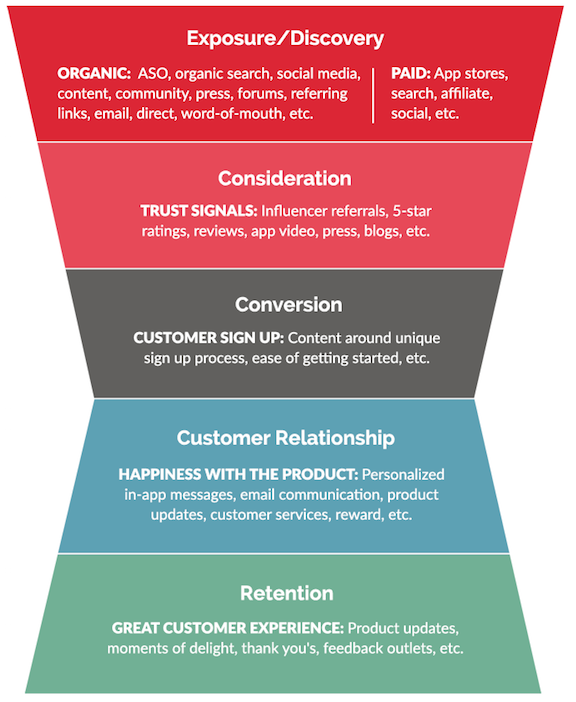 Exposure/Discovery
ORGANIC: ASO, organic search, social media,
content, community, press, forums, referring
links, email, direct, word-of-mouth, etc.
PAID: App stores,
search, affiliate,
social, etc.
Consideration
TRUST SIGNALS: Influencer referrals, 5-star
ratings, reviews, app video, press, blogs, etc.
Conversion
CUSTOMER SIGN UP: Content around unique
sign up process, ease of getting started, etc.
Customer Relationship
HAPPINESS WITH THE PRODUCT: Personalized
in-app messages, email communication, product
updates, customer services, reward, etc.
Retention
GREAT CUSTOMER EXPERIENCE: Product updates,
moments of delight, thank you's, feedback outlets, etc.